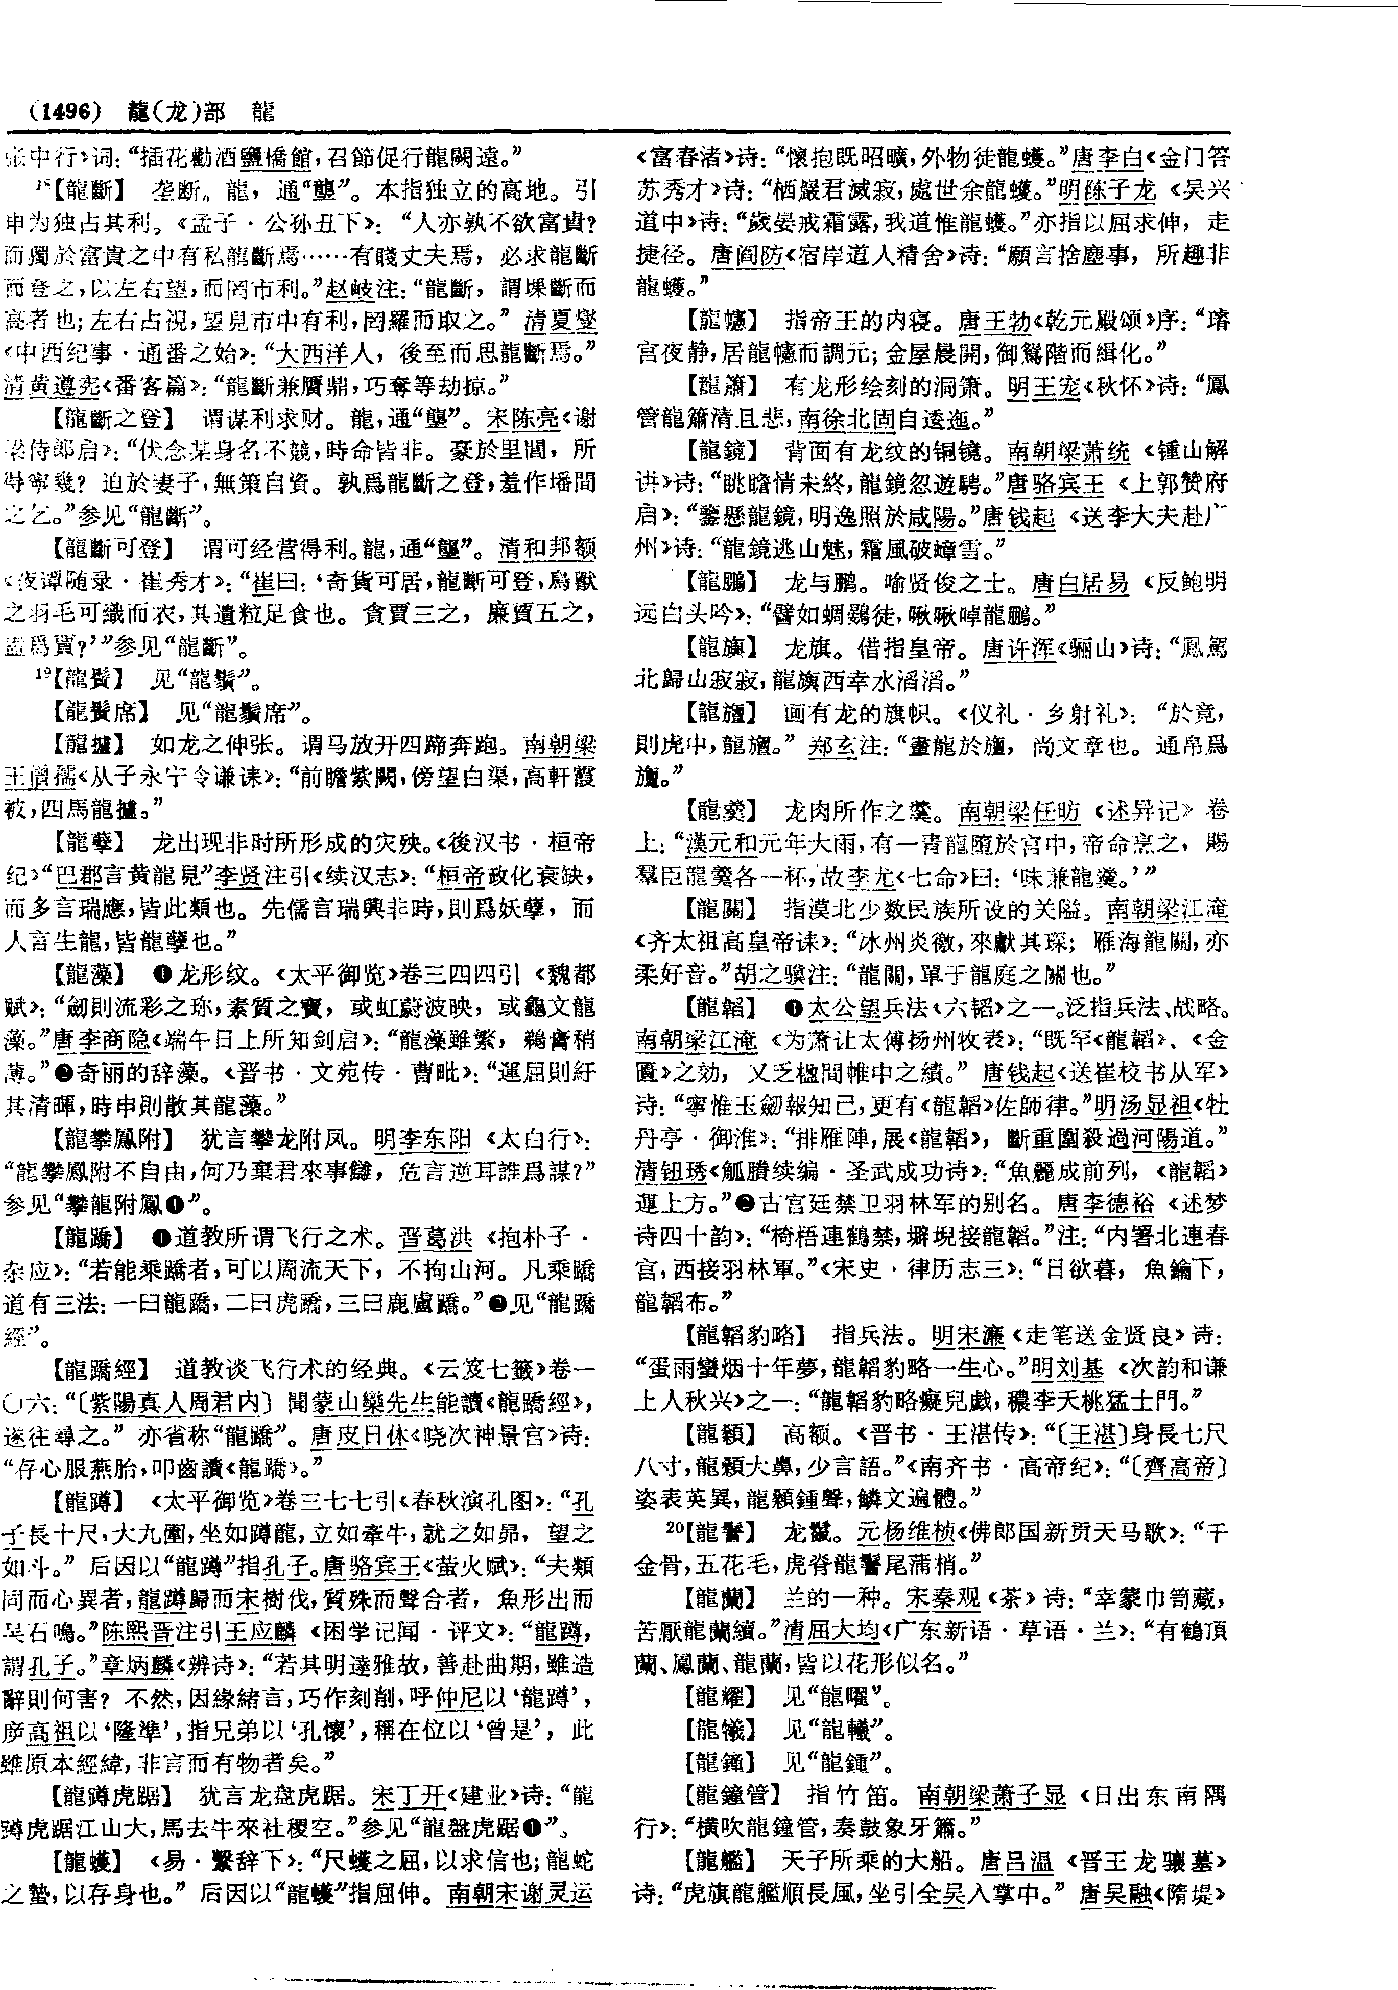 (1496) 龍(龙)部 龍
张中行》词：“插花勸酒鹽橋館，召節促行龍闕遠。”
【龍斷】 垄断。龍，通“壟”。本指独立的高地。引
申为独占其利。《孟子·公孙丑下》：“人亦孰不欲富貴？
而獨於富貴之中有私龍斷焉……有賤丈夫焉，必求龍斷
而登之，以左右望，而罔市利。”赵岐注：“龍斷，謂堁斷而
高者也；左右占視，望見市中有利，罔羅而取之。”清夏燮
《中西纪事·通番之始》：“大西洋人，後至而思龍斷焉。”
清黄遵宪《番客篇》：“龍斷兼贋鼎，巧奪等劫掠。”
【龍斷之登】 谓谋利求财。龍，通“壟”。宋陈亮《谢
梁侍郎启》：“伏念某身名不競，時命皆非。豪於里閭，所
得寧幾？迫於妻子，無策自資。孰爲龍斷之登，羞作墦間
之乞。”参见“龍斷”。
【龍斷可登】 谓可经营得利。龍，通“壟”。清和邦额
《夜谭随录·崔秀才》：“崔曰：‘奇貨可居，龍斷可登，鳥獸
之羽毛可織而衣，其遺粒足食也。貪賈三之，廉賈五之，
盍爲賈？’”参见“龍斷”。
19【龍鬢】 见“龍鬚”。
【龍鬢席】 见“龍鬚席”。
【龍攄】 如龙之伸张。谓马放开四蹄奔跑。南朝梁
王僧孺《从子永宁令谦诔》：“前瞻紫闕，傍望白渠，高軒霞
被，四馬龍攄。”
【龍孽】 龙出现非时所形成的灾殃。《後汉书·桓帝
纪》“巴郡言黄龍見”李贤注引《续汉志》：“桓帝政化衰缺，
而多言瑞應，皆此類也。先儒言瑞興非時，則爲妖孽，而
人言生龍，皆龍孽也。”
【龍藻】 ❶龙形纹。《太平御览》卷三四四引《魏都
赋》：“劍則流彩之珍，素質之寶，或虹蔚波映，或龜文龍
藻。”唐李商隐《端午日上所知剑启》：“龍藻雖繁，鵜膏稍
薄。”❷奇丽的辞藻。《晋书·文苑传·曹毗》：“運屈則紆
其清暉，時申則散其龍藻。”
【龍攀鳳附】 犹言攀龙附凤。明李东阳《太白行》：
“龍攀鳳附不自由，何乃棄君來事讎，危言逆耳誰爲謀？”
参见“攀龍附鳳❶”。
【龍蹻】 ❶道教所谓飞行之术。晋葛洪《抱朴子·
杂应》：“若能乘蹻者，可以周流天下，不拘山河。凡乘蹻
道有三法：一曰龍蹻，二曰虎蹻，三曰鹿盧蹻。”❷见“龍蹻
經”。
【龍蹻經】 道教谈飞行术的经典。《云笈七籤》卷一
〇六：“〔紫陽真人周君内〕聞蒙山欒先生能讀《龍蹻經》，
遂往尋之。”亦省称“龍蹻”。唐皮日休《晓次神景宫》诗：
“存心服燕胎，叩齒讀《龍蹻》。”
【龍蹲】 《太平御览》卷三七七引《春秋演孔图》：“孔
子長十尺，大九圍，坐如蹲龍，立如牽牛，就之如昴，望之
如斗。”后因以“龍蹲”指孔子。唐骆宾王《萤火赋》：“夫類
同而心異者，龍蹲歸而宋樹伐，質殊而聲合者，魚形出而
吴石鳴。”陈熙晋注引王应麟《困学记闻·评文》：“龍蹲，
謂孔子。”章炳麟《辨诗》：“若其明達雅故，善赴曲期，雖造
辭則何害？不然，因緣緒言，巧作刻削，呼仲尼以‘龍蹲’，
斥高祖以‘隆準’，指兄弟以‘孔懷’，稱在位以‘曾是’，此
雖原本經緯，非言而有物者矣。”
【龍蹲虎踞】 犹言龙盘虎踞。宋丁开《建业》诗：“龍
蹲虎踞江山大，馬去牛來社稷空。”参见“龍盤虎踞❶”。
【龍蠖】 《易·繫辞下》：“尺蠖之屈，以求信也；龍蛇
之蟄，以存身也。”后因以“龍蠖”指屈伸。南朝宋谢灵运
《富春渚》诗：“懷抱既昭曠，外物徒龍蠖。”唐李白《金门答
苏秀才》诗：“栖巖君滅寂，處世余龍蠖。”明陈子龙《吴兴
道中》诗：“歲晏戒霜露，我道惟龍蠖。”亦指以屈求伸，走
捷径。唐阎防《宿岸道人精舍》诗：“願言捨塵事，所趣非
龍蠖。”
【龍幰】 指帝王的内寝。唐王勃《乾元殿颂》序：“璿
宫夜静，居龍幰而調元；金屋晨開，御鴛階而緝化。”
【龍簫】 有龙形绘刻的洞箫。明王宠《秋怀》诗：“鳳
管龍簫清且悲，南徐北固自逶迤。”
【龍鏡】 背面有龙纹的铜镜。南朝梁萧统《锺山解
讲》诗：“眺瞻情未終，龍鏡忽遊騁。”唐骆宾王《上郭赞府
启》：“鑒懸龍鏡，明逸照於咸陽。”唐钱起《送李大夫赴广
州》诗：“龍鏡逃山魅，霜風破嶂雪。”
【龍鵬】 龙与鹏。喻贤俊之士。唐白居易《反鲍明
远白头吟》：“譬如蜩鷃徒，啾啾啅龍鵬。”
【龍旟】 龙旗。借指皇帝。唐许浑《骊山》诗：“鳳駕
北歸山寂寂，龍旟西幸水滔滔。”
【龍旜】 画有龙的旗帜。《仪礼·乡射礼》：“於竟，
則虎中，龍旜。”郑玄注：“畫龍於旜，尚文章也。通帛爲
旜。”
【龍羹】 龙肉所作之羹。南朝梁任昉《述异记》卷
上：“漢元和元年大雨，有一青龍墮於宫中，帝命烹之，賜
羣臣龍羹各一杯，故李尤《七命》曰：‘味兼龍羹。’”
【龍關】 指漠北少数民族所设的关隘。南朝梁江淹
《齐太祖高皇帝诔》：“冰州炎徼，來獻其琛；雁海龍關，亦
柔好音。”胡之骥注：“龍關，單于龍庭之關也。”
【龍韜】 ❶太公望兵法《六韬》之一。泛指兵法、战略。
南朝梁江淹《为萧让太傅扬州牧表》：“既罕《龍韜》、《金
匱》之効，又乏楹間帷中之績。”唐钱起《送崔校书从军》
诗：“寧惟玉劒報知己，更有《龍韜》佐師律。”明汤显祖《牡
丹亭·御淮》：“排雁陣，展《龍韜》，斷重圍殺過河陽道。”
清钮琇《觚賸续编·圣武成功诗》：“魚麗成前列，《龍韜》
運上方。”❷古宫廷禁卫羽林军的别名。唐李德裕《述梦
诗四十韵》：“椅梧連鶴禁，壀堄接龍韜。”注：“内署北連春
宫，西接羽林軍。”《宋史·律历志三》：“日欲暮，魚鑰下，
龍韜布。”
【龍韜豹略】 指兵法。明宋濂《走笔送金贤良》诗：
“蛋雨蠻烟十年夢，龍韜豹略一生心。”明刘基《次韵和谦
上人秋兴》之一：“龍韜豹略癡兒戲，穠李夭桃猛士門。”
【龍顙】 高额。《晋书·王湛传》：“〔王湛〕身長七尺
八寸，龍顙大鼻，少言語。”《南齐书·高帝纪》：“〔齊高帝〕
姿表英異，龍顙鍾聲，鱗文遍體。”
20【龍鬐】 龙鬣。元杨维桢《佛郎国新贡天马歌》：“千
金骨，五花毛，虎脊龍鬐尾蒲梢。”
【龍蘭】 兰的一种。宋秦观《茶》诗：“幸蒙巾笥藏，
苦厭龍蘭續。”清屈大均《广东新语·草语·兰》：“有鶴頂
蘭、鳳蘭、龍蘭，皆以花形似名。”
【龍耀】 见“龍曜”。
【龍犧】 见“龍轙”。
【龍鐘】 见“龍鍾”。
【龍鐘管】 指竹笛。南朝梁萧子显《日出东南隅
行》：“横吹龍鐘管，奏鼓象牙簫。”
【龍艦】 天子所乘的大船。唐吕温《晋王龙骧墓》
诗：“虎旗龍艦順長風，坐引全吴入掌中。”唐吴融《隋堤》